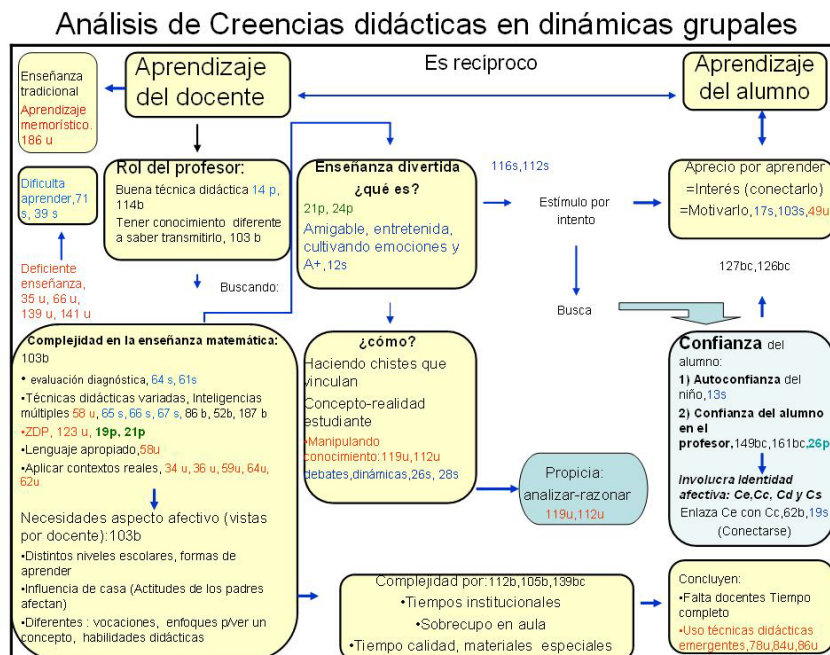 Análisis de Creencias didácticas en dinámicas grupales
Enseñanza
tradicional
Aprendizaje
memorístico.
186 u
Aprendizaje
del docente
Es recíproco
Aprendizaje
del alumno
Dificulta
aprender,71
s, 39 s
Rol del profesor:
Buena técnica didáctica 14 p,
114b
Tener conocimiento diferente
a saber transmitirlo, 103 b
Enseñanza divertida
¿qué es?
21p, 24p
Amigable, entretenida,
cultivando emociones y
A+,12s
116s,112s
Estímulo por
intento
Aprecio por aprender
=Interés (conectarlo)
=Motivarlo, 17s,103s,49u
Deficiente
enseñanza,
35 u, 66 u,
139 u, 141 u
Buscando:
Busca
127bc,126bc
Complejidad en la enseñanza matemática:
103b
• evaluación diagnóstica, 64 s, 61s
•Técnicas didácticas variadas, Inteligencias
múltiples 58 u, 65 s, 66 s, 67 s, 86 b, 52b, 187 b
•ZDP, 123 u, 19p, 21p
•Lenguaje apropiado,58u
•Aplicar contextos reales, 34 u, 36 u, 59u, 64u,
62u
Necesidades aspecto afectivo (vistas
por docente):103b
•Distintos niveles escolares, formas de
aprender
•Influencia de casa (Actitudes de los padres
afectan)
•Diferentes : vocaciones, enfoques p/ver un
concepto, habilidades didácticas
¿cómo?
Haciendo chistes que
vinculan
Concepto-realidad
estudiante
•Manipulando
conocimiento:119u,112u
debates,dinámicas,26s, 28s
Propicia:
analizar-razonar
119u,112u
Confianza del
alumno:
1) Autoconfianza del
niño,13s
2) Confianza del alumno
en el
profesor,149bc,161bc,26p
Involucra Identidad
afectiva: Ce,Cc, Cd y Cs
Enlaza Ce con Cc,62b,19s
(Conectarse)
Complejidad por:112b,105b,139bc
•Tiempos institucionales
•Sobrecupo en aula
•Tiempo calidad, materiales especiales
Concluyen:
•Falta docentes Tiempo
completo
•Uso técnicas didácticas
emergentes,78u,84u,86u